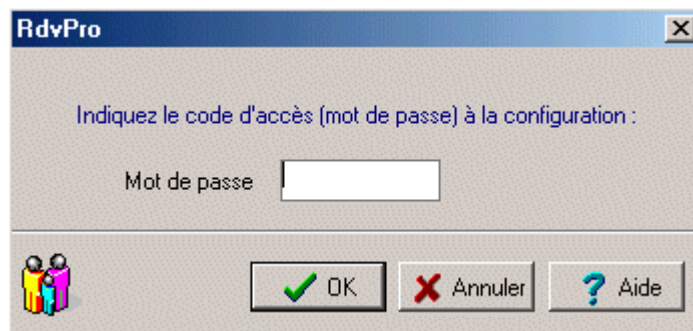 RdvPro
Indiquez le code d'accès (mot de passe) à la configuration :
Mot de passe
OK Annuler Aide